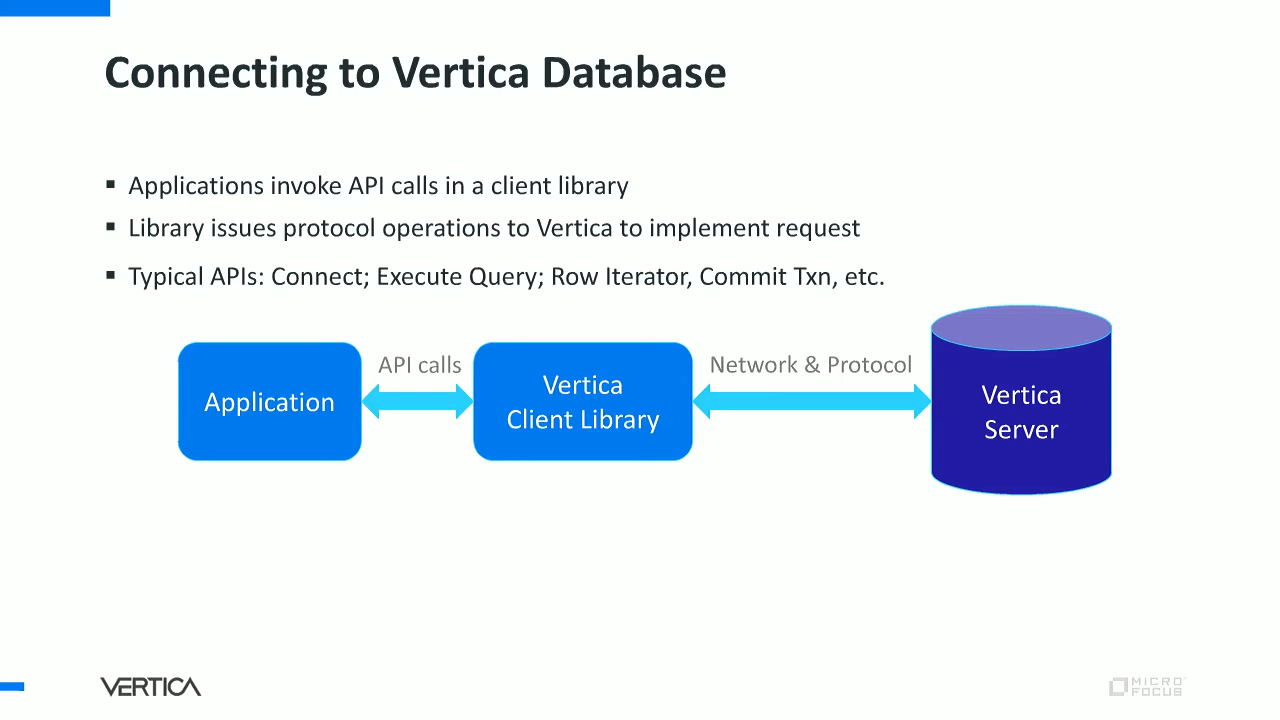 Connecting to Vertica Database
▪ Applications invoke API calls in a client library
▪ Library issues protocol operations to Vertica to implement request
▪ Typical APIs: Connect; Execute Query; Row Iterator, Commit Txn, etc.
Application
API calls
Vertica
Client Library
Network & Protocol
Vertica
Server
VERTICA
MICRO
FOCUS